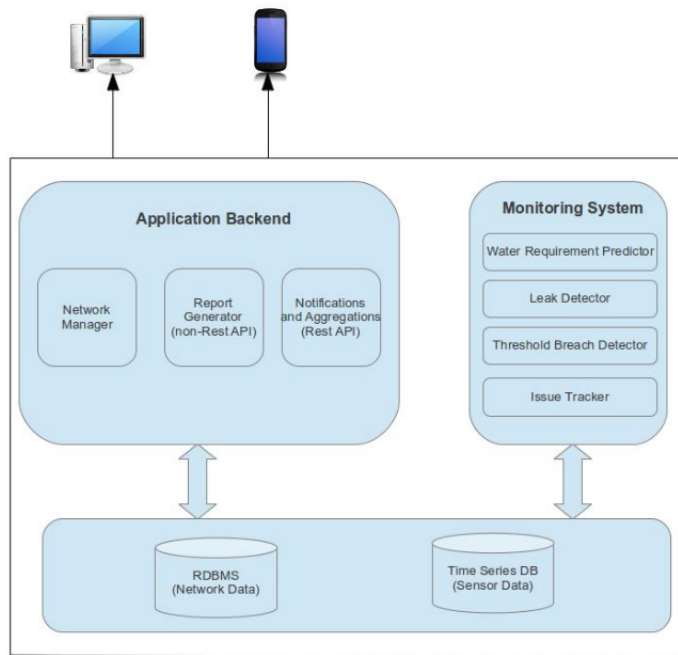 Application Backend
Network
Manager
Report
Generator
(non-Rest API)
Notifications
and Aggregations
(Rest API)
Monitoring System
Water Requirement Predictor
Leak Detector
Threshold Breach Detector
Issue Tracker
RDBMS
(Network Data)
Time Series DB
(Sensor Data)